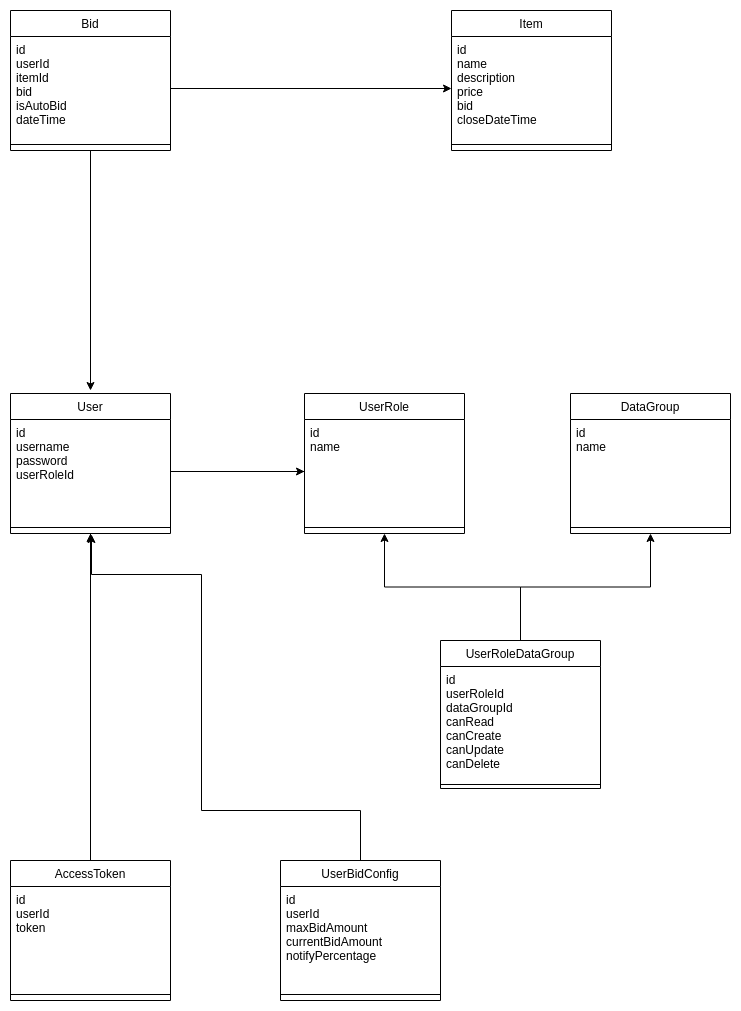 Bid
id
userId
itemId
bid
isAutoBid
dateTime
Item
id
name
description
price
bid
closeDateTime
User
id
username
password
userRoleId
UserRole
id
name
DataGroup
id
name
UserRoleDataGroup
id
userRoleId
dataGroupId
canRead
canCreate
canUpdate
canDelete
AccessToken
id
userId
token
UserBidConfig
id
userId
maxBidAmount
currentBidAmount
notifyPercentage